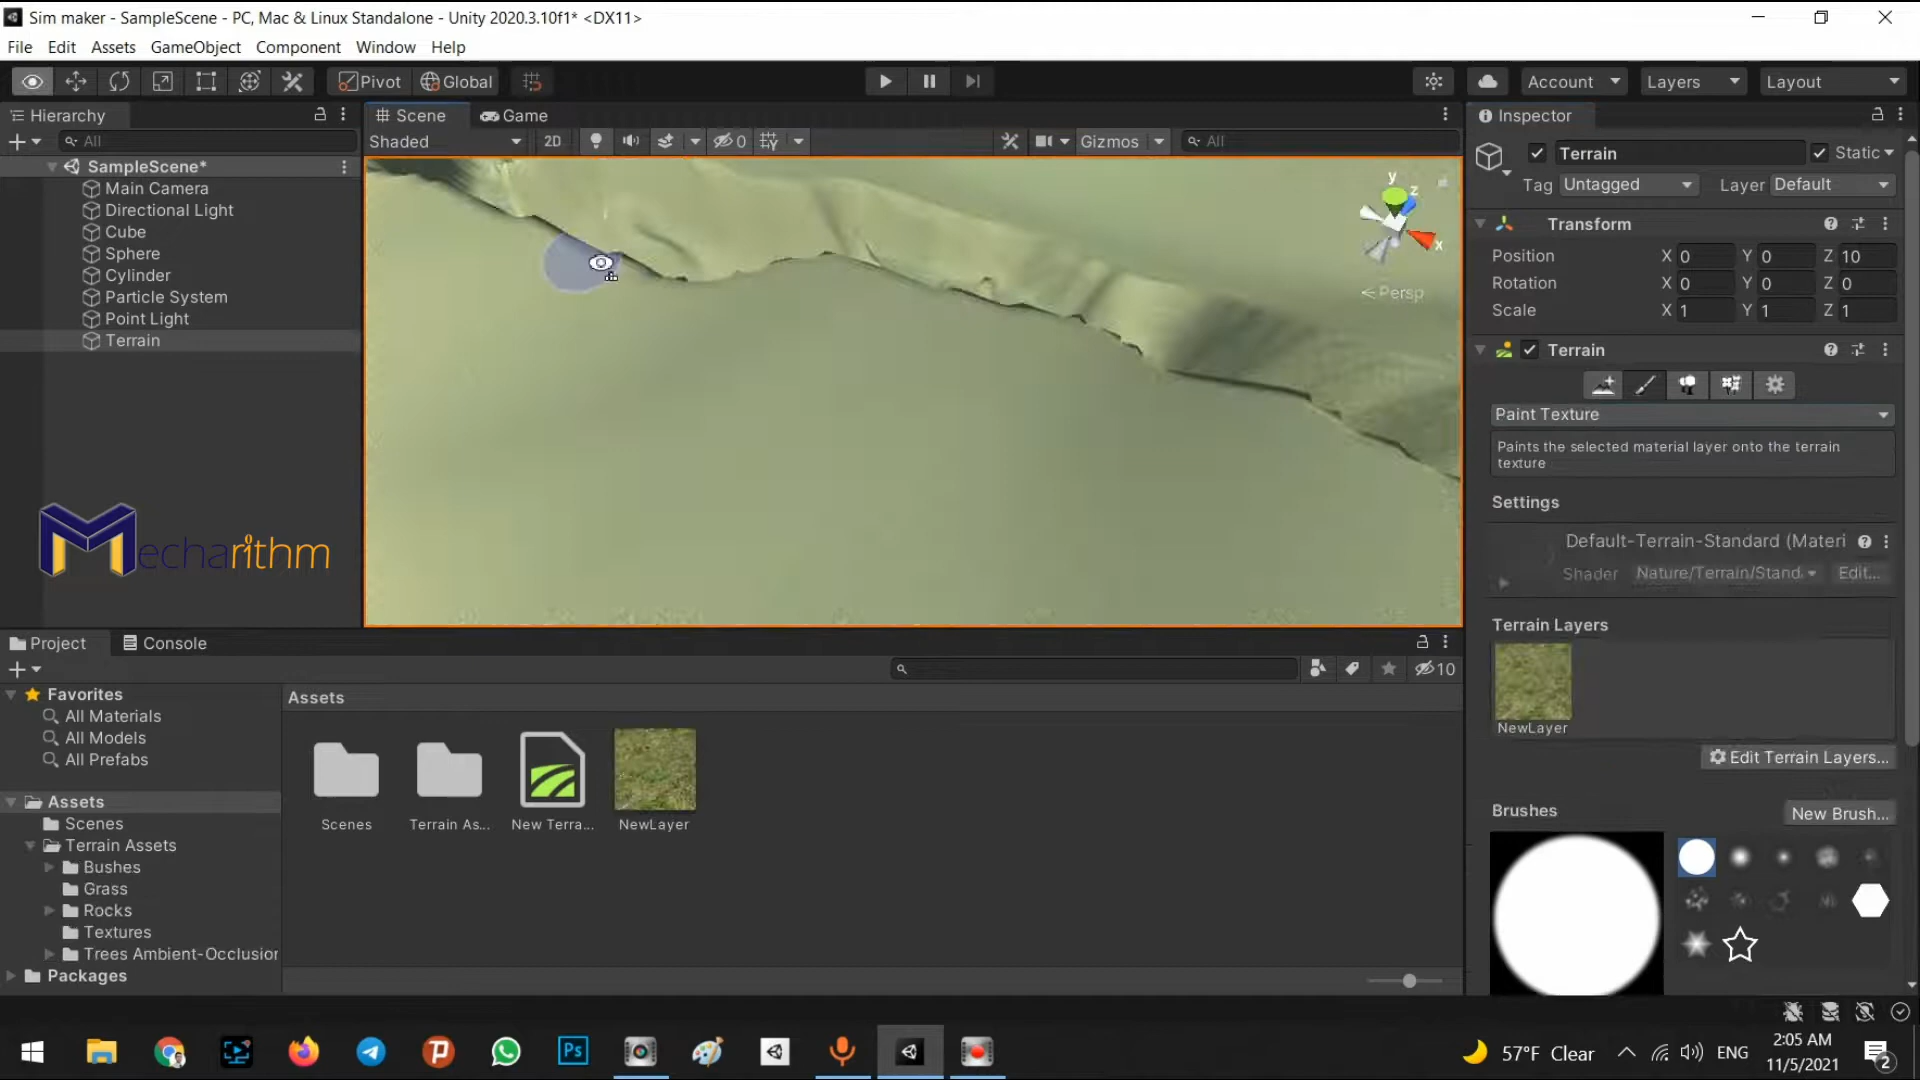 Sim maker - SampleScene - PC, Mac & Linux Standalone - Unity 2020.3.10f1* <DX11>
File Edit Assets GameObject Component Window Help
Pivot Global Account Layers Layout
Hierarchy
All
SampleScene*
Main Camera
Directional Light
Cube
Sphere
Cylinder
Particle System
Point Light
Terrain
Mecharithm
Scene Game
Shaded 2D 0 Gizmos All
y
z
x
Persp
Inspector
Terrain Static
Tag Untagged Layer Default
Transform
Position X 0 Y 0 Z 10
Rotation X 0 Y 0 Z 0
Scale X 1 Y 1 Z 1
Terrain
Paint Texture
Paints the selected material layer onto the terrain
texture
Settings
Default-Terrain-Standard (Materi
Shader Nature/Terrain/Stand Edit...
Terrain Layers
NewLayer
Edit Terrain Layers...
Brushes New Brush...
Project Console
10
Favorites
All Materials
All Models
All Prefabs
Assets
Scenes
Terrain Assets
Bushes
Grass
Rocks
Textures
Trees Ambient-Occlusion
Packages
Assets
Scenes Terrain As... New Terra... NewLayer
Ps
57°F Clear ENG
2:05 AM
11/5/2021
2